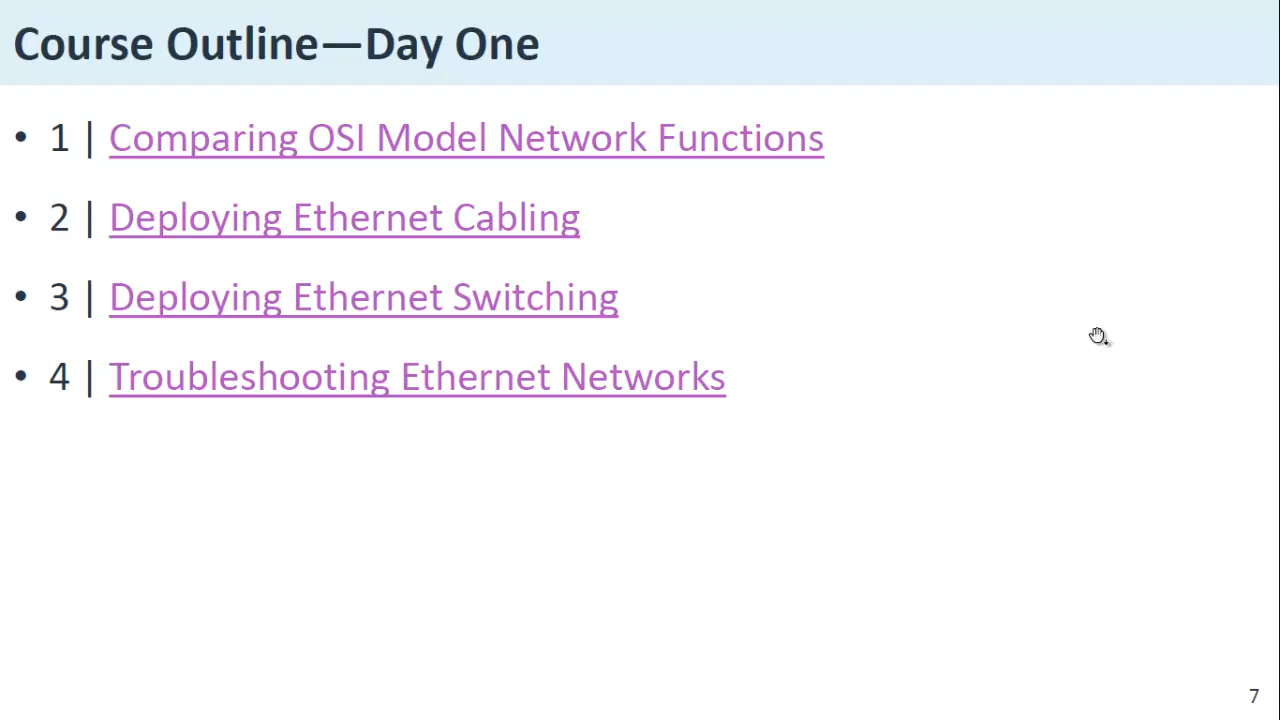 Course Outline—Day One
• 1 | Comparing OSI Model Network Functions
• 2 | Deploying Ethernet Cabling
• 3 | Deploying Ethernet Switching
• 4 | Troubleshooting Ethernet Networks
7